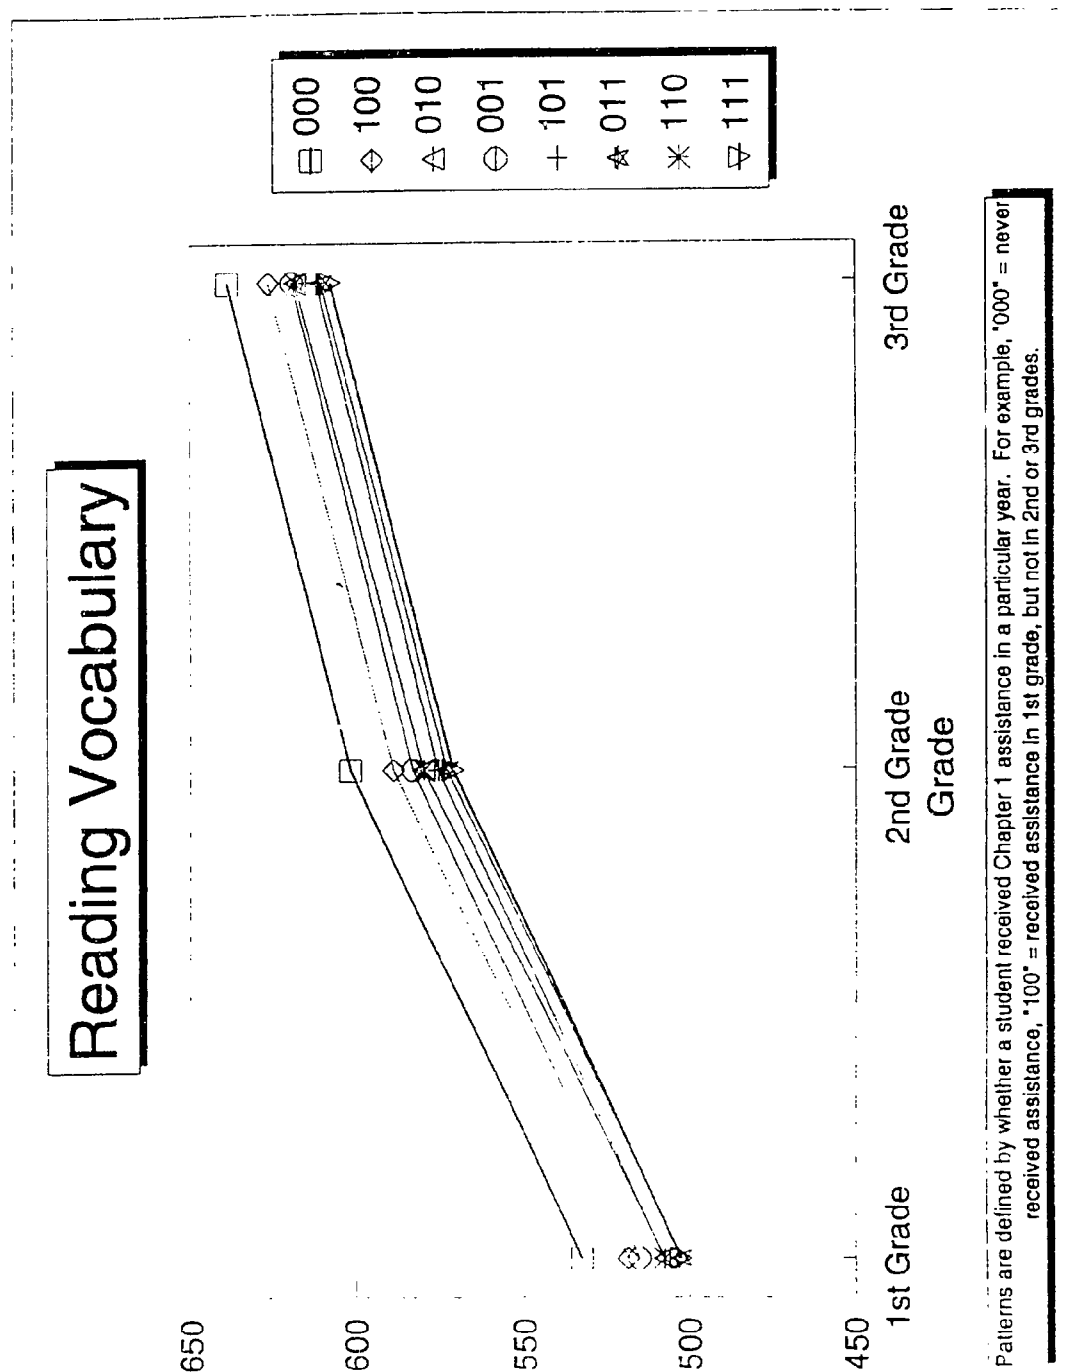 Reading Vocabulary
000
100
010
001
101
011
110
111
650
600
550
500
450
1st Grade
2nd Grade
3rd Grade
Grade
Patterns are defined by whether a student received Chapter 1 assistance in a particular year. For example, "000" = never
received assistance, "100" = received assistance in 1st grade, but not in 2nd or 3rd grades.